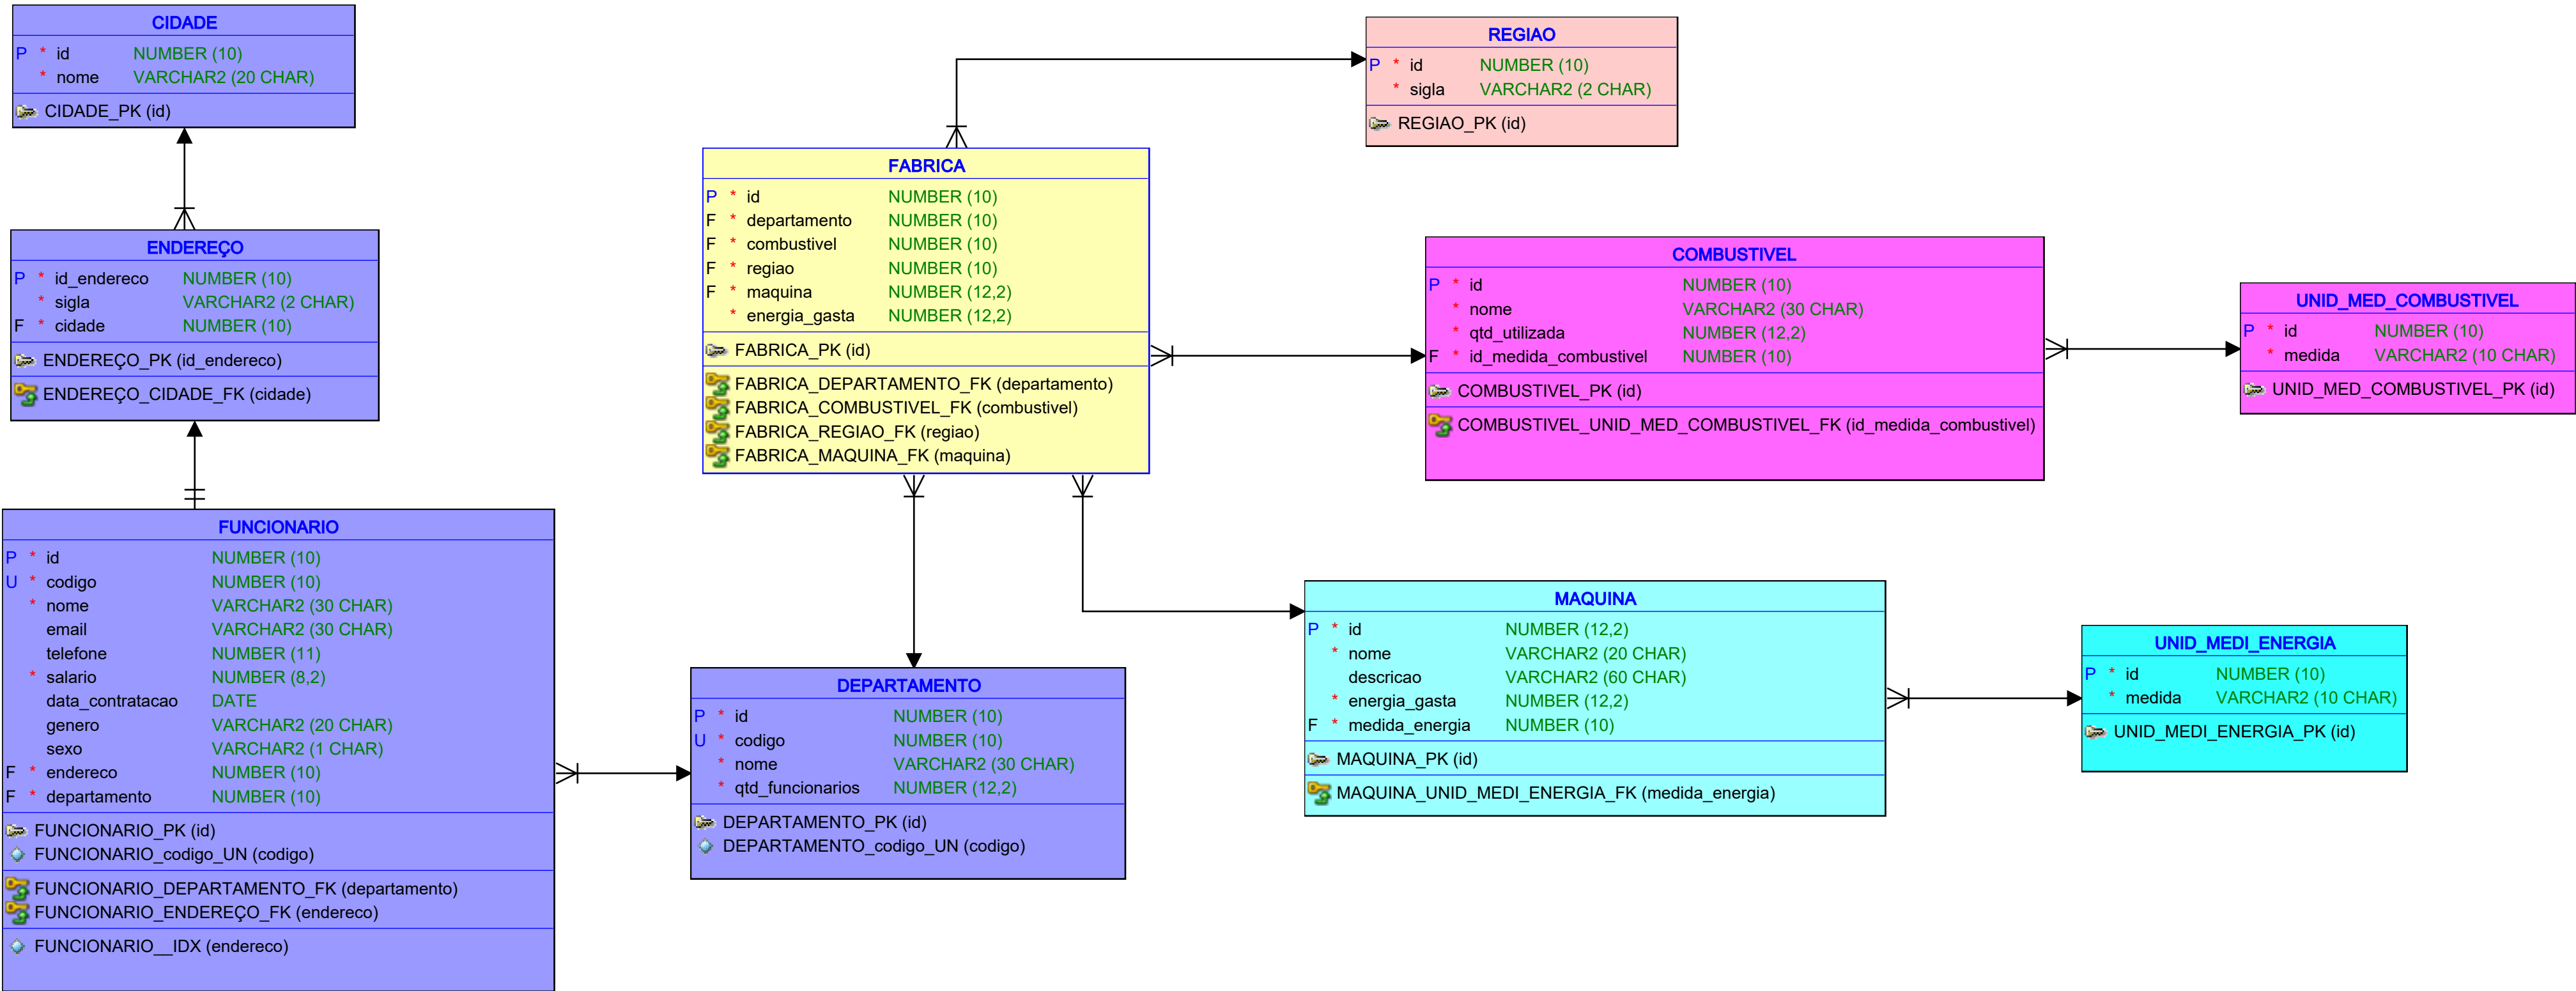 CIDADE
P * id NUMBER (10)
* nome VARCHAR2 (20 CHAR)
CIDADE_PK (id)
ENDEREÇO
P * id_endereco NUMBER (10)
* sigla VARCHAR2 (2 CHAR)
F * cidade NUMBER (10)
ENDEREÇO_PK (id_endereco)
ENDEREÇO_CIDADE_FK (cidade)
FUNCIONARIO
P * id NUMBER (10)
U * codigo NUMBER (10)
* nome VARCHAR2 (30 CHAR)
email VARCHAR2 (30 CHAR)
telefone NUMBER (11)
* salario NUMBER (8,2)
data_contratacao DATE
genero VARCHAR2 (20 CHAR)
sexo VARCHAR2 (1 CHAR)
F * endereco NUMBER (10)
F * departamento NUMBER (10)
FUNCIONARIO_PK (id)
FUNCIONARIO_codigo_UN (codigo)
FUNCIONARIO_DEPARTAMENTO_FK (departamento)
FUNCIONARIO_ENDEREÇO_FK (endereco)
FUNCIONARIO__IDX (endereco)
FABRICA
P * id NUMBER (10)
F * departamento NUMBER (10)
F * combustivel NUMBER (10)
F * regiao NUMBER (10)
F * maquina NUMBER (12,2)
* energia_gasta NUMBER (12,2)
FABRICA_PK (id)
FABRICA_DEPARTAMENTO_FK (departamento)
FABRICA_COMBUSTIVEL_FK (combustivel)
FABRICA_REGIAO_FK (regiao)
FABRICA_MAQUINA_FK (maquina)
DEPARTAMENTO
P * id NUMBER (10)
U * codigo NUMBER (10)
* nome VARCHAR2 (30 CHAR)
* qtd_funcionarios NUMBER (12,2)
DEPARTAMENTO_PK (id)
DEPARTAMENTO_codigo_UN (codigo)
REGIAO
P * id NUMBER (10)
* sigla VARCHAR2 (2 CHAR)
REGIAO_PK (id)
COMBUSTIVEL
P * id NUMBER (10)
* nome VARCHAR2 (30 CHAR)
* qtd_utilizada NUMBER (12,2)
F * id_medida_combustivel NUMBER (10)
COMBUSTIVEL_PK (id)
COMBUSTIVEL_UNID_MED_COMBUSTIVEL_FK (id_medida_combustivel)
UNID_MED_COMBUSTIVEL
P * id NUMBER (10)
* medida VARCHAR2 (10 CHAR)
UNID_MED_COMBUSTIVEL_PK (id)
MAQUINA
P * id NUMBER (12,2)
* nome VARCHAR2 (20 CHAR)
descricao VARCHAR2 (60 CHAR)
* energia_gasta NUMBER (12,2)
F * medida_energia NUMBER (10)
MAQUINA_PK (id)
MAQUINA_UNID_MEDI_ENERGIA_FK (medida_energia)
UNID_MEDI_ENERGIA
P * id NUMBER (10)
* medida VARCHAR2 (10 CHAR)
UNID_MEDI_ENERGIA_PK (id)